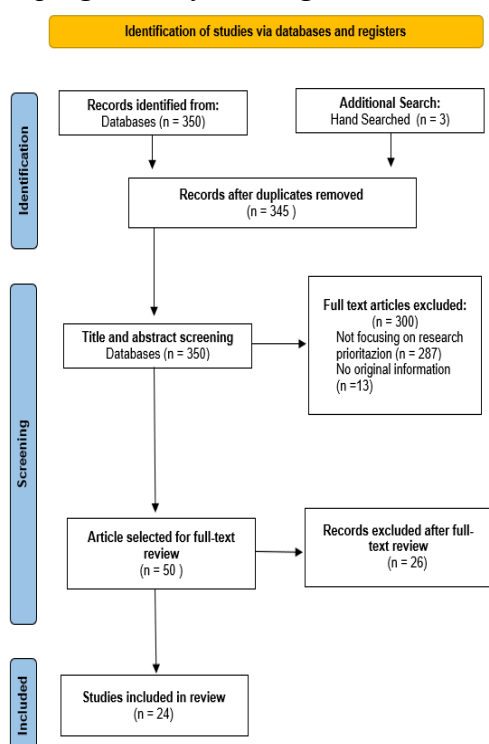 Identification of studies via databases and registers
Identification
Records identified from:
Databases (n = 350)
Additional Search:
Hand Searched (n = 3)
Records after duplicates removed
(n = 345 )
Screening
Title and abstract screening
Databases (n = 350)
Full text articles excluded:
(n = 300)
Not focusing on research
prioritazion (n = 287)
No original information
(n =13)
Article selected for full-text
review
(n = 50 )
Records excluded after full-
text review
(n = 26)
Included
Studies included in review
(n = 24)